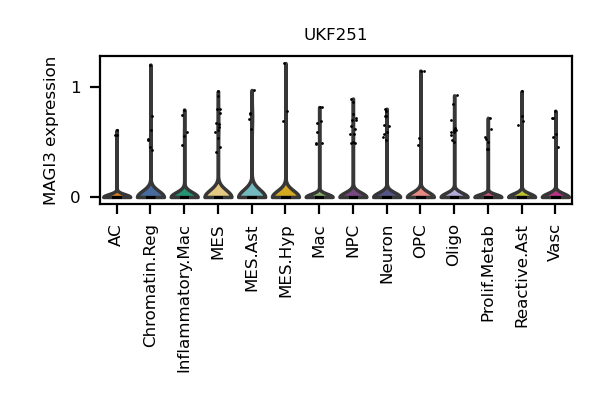 UKF251
MAGI3 expression
1
0
AC
Chromatin.Reg
Inflammatory.Mac
MES
MES.Ast
MES.Hyp
Mac
NPC
Neuron
OPC
Oligo
Prolif.Metab
Reactive.Ast
Vasc